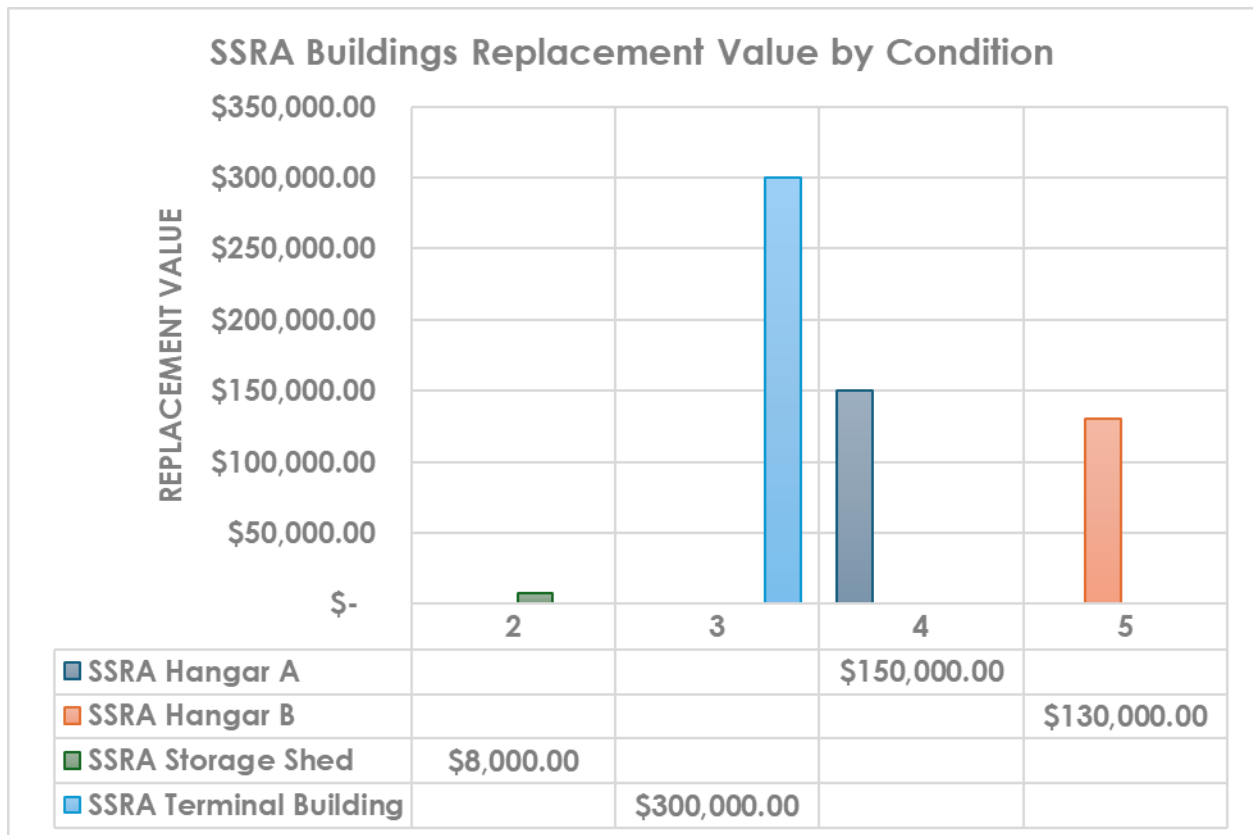 SSRA Buildings Replacement Value by Condition
REPLACEMENT VALUE
$350,000.00
$300,000.00
$250,000.00
$200,000.00
$150,000.00
$100,000.00
$50,000.00
$-
2 3 4 5
SSRA Hangar A $150,000.00
SSRA Hangar B $130,000.00
SSRA Storage Shed $8,000.00
SSRA Terminal Building $300,000.00